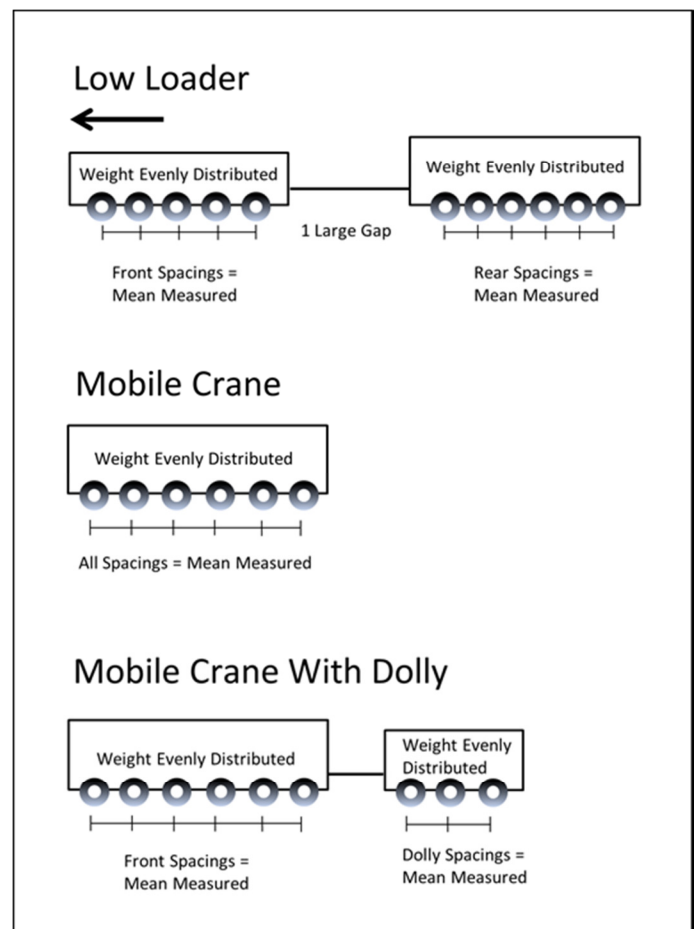 Low Loader
Weight Evenly Distributed
Weight Evenly Distributed
1 Large Gap
Front Spacings =
Mean Measured
Rear Spacings =
Mean Measured
Mobile Crane
Weight Evenly Distributed
All Spacings = Mean Measured
Mobile Crane With Dolly
Weight Evenly Distributed
Weight Evenly
Distributed
Front Spacings =
Mean Measured
Dolly Spacings =
Mean Measured